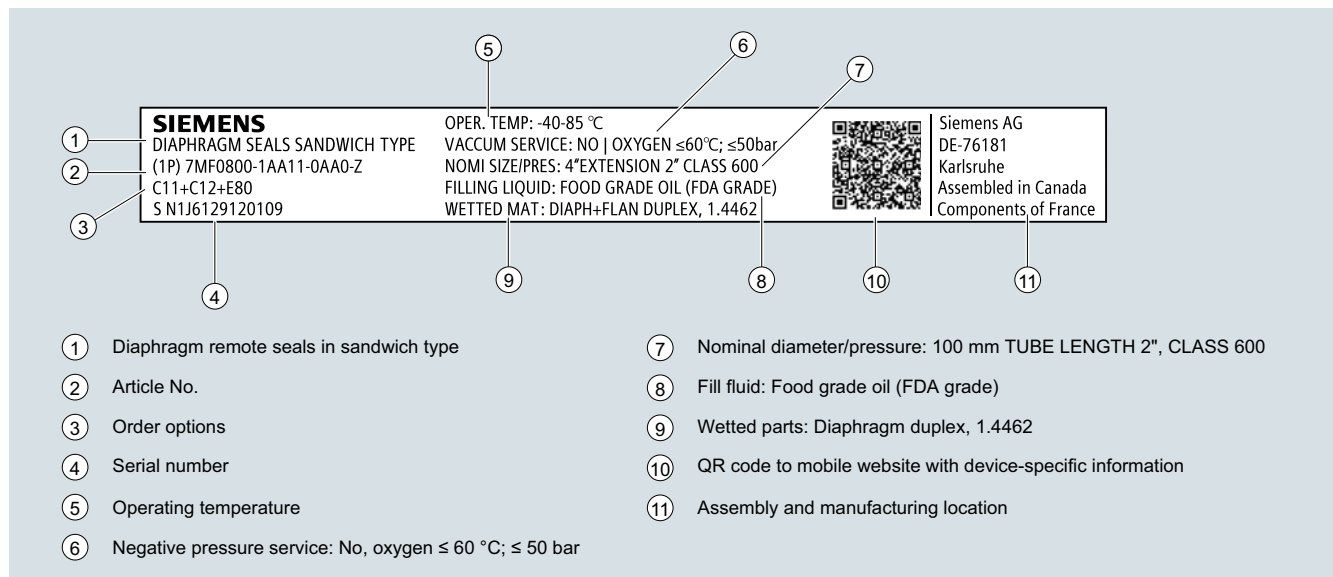 5
6
7
SIEMENS
DIAPHRAGM SEALS SANDWICH TYPE
(1P) 7MF0800-1AA11-0AA0-Z
C11+C12+E80
S N1J6129120109
OPER. TEMP: -40-85 °C
VACCUM SERVICE: NO | OXYGEN ≤60°C; ≤50bar
NOMI SIZE/PRES: 4"EXTENSION 2" CLASS 600
FILLING LIQUID: FOOD GRADE OIL (FDA GRADE)
WETTED MAT: DIAPH+FLAN DUPLEX, 1.4462
Siemens AG
DE-76181
Karlsruhe
Assembled in Canada
Components of France
1
2
3
4
9
8
10
11
1 Diaphragm remote seals in sandwich type
2 Article No.
3 Order options
4 Serial number
5 Operating temperature
6 Negative pressure service: No, oxygen ≤ 60 °C; ≤ 50 bar
7 Nominal diameter/pressure: 100 mm TUBE LENGTH 2", CLASS 600
8 Fill fluid: Food grade oil (FDA grade)
9 Wetted parts: Diaphragm duplex, 1.4462
10 QR code to mobile website with device-specific information
11 Assembly and manufacturing location